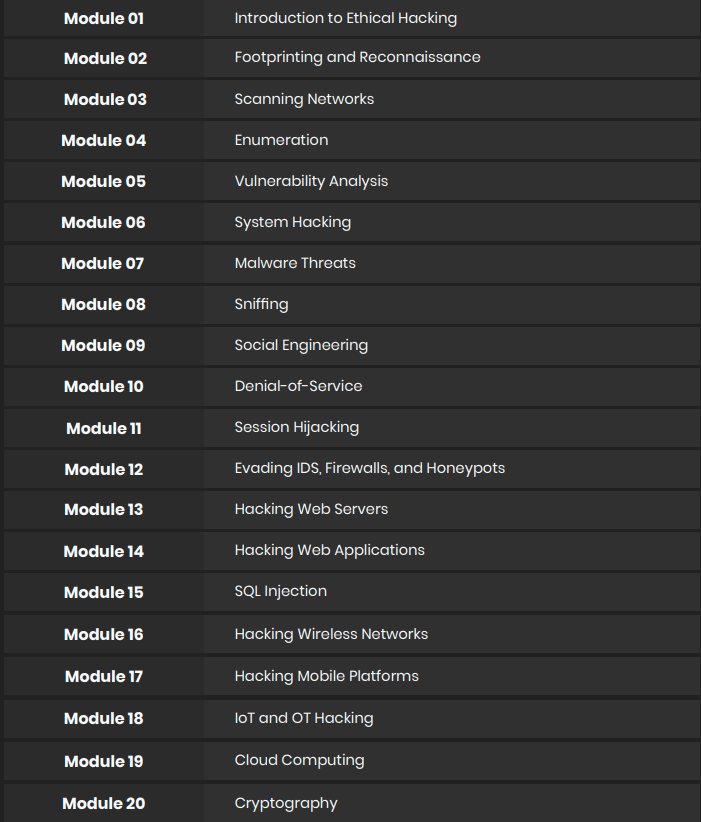 Module 01 Introduction to Ethical Hacking
Module 02 Footprinting and Reconnaissance
Module 03 Scanning Networks
Module 04 Enumeration
Module 05 Vulnerability Analysis
Module 06 System Hacking
Module 07 Malware Threats
Module 08 Sniffing
Module 09 Social Engineering
Module 10 Denial-of-Service
Module 11 Session Hijacking
Module 12 Evading IDS, Firewalls, and Honeypots
Module 13 Hacking Web Servers
Module 14 Hacking Web Applications
Module 15 SQL Injection
Module 16 Hacking Wireless Networks
Module 17 Hacking Mobile Platforms
Module 18 IoT and OT Hacking
Module 19 Cloud Computing
Module 20 Cryptography